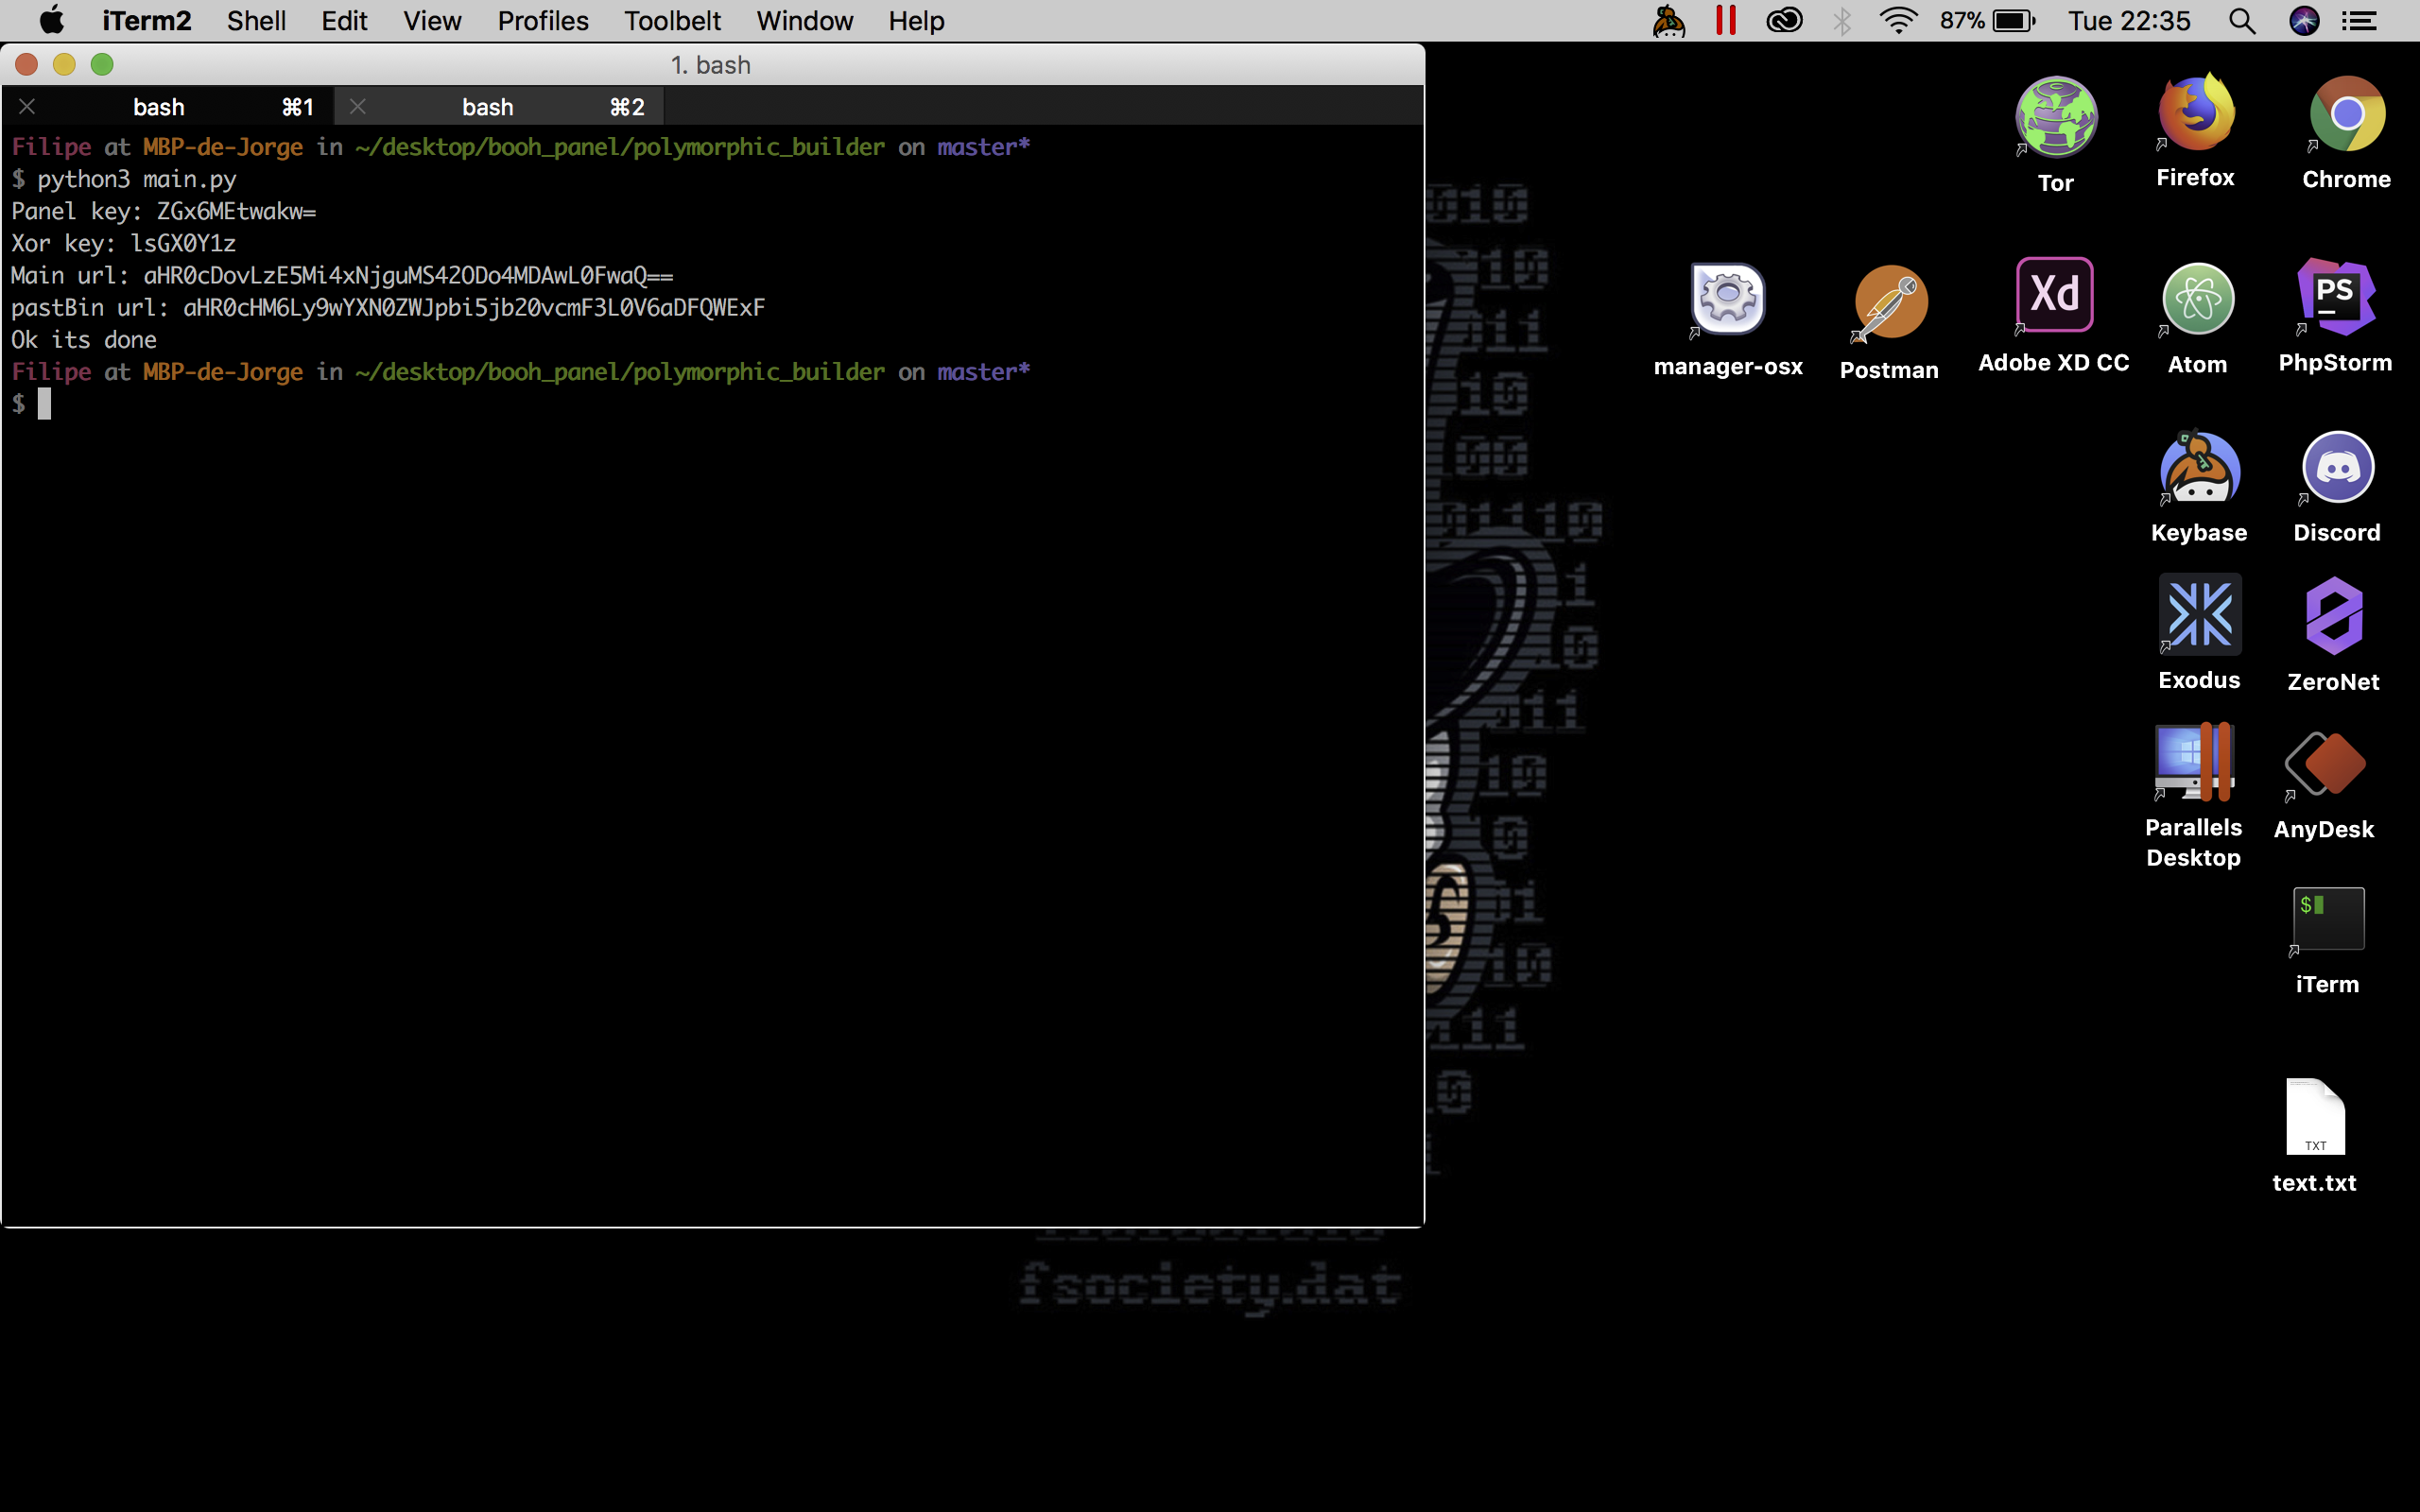 iTerm2 Shell Edit View Profiles Toolbelt Window Help 87% Tue 22:35
1. bash
bash ⌘1 bash ⌘2
Filipe at MBP-de-Jorge in ~/desktop/booh_panel/polymorphic_builder on master*
$ python3 main.py
Panel key: ZGx6MEtwakw=
Xor key: lsGX0Y1z
Main url: aHR0cDovLzE5Mi4xNjguMS42ODo4MDAwL0FwaQ==
pastBin url: aHR0cHM6Ly9wYXN0ZWJpbi5jb20vcmF3L0V6aDFQWExF
Ok its done
Filipe at MBP-de-Jorge in ~/desktop/booh_panel/polymorphic_builder on master*
$
Tor
Firefox
Chrome
manager-osx
Postman
Xd
Adobe XD CC
Atom
PS
PhpStorm
Keybase
Discord
Exodus
ZeroNet
Parallels
Desktop
AnyDesk
$
iTerm
TXT
text.txt
fsociety.dat